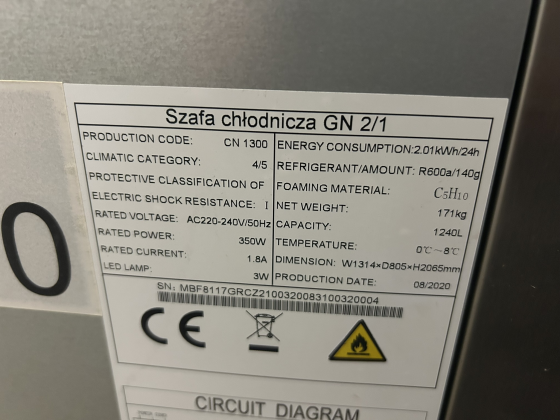 Szafa chłodnicza GN 2/1
PRODUCTION CODE: CN 1300
CLIMATIC CATEGORY: 4/5
PROTECTIVE CLASSIFICATION OF
ELECTRIC SHOCK RESISTANCE: I
RATED VOLTAGE: AC220-240V/50Hz
RATED POWER: 350W
RATED CURRENT: 1.8A
LED LAMP: 3W
ENERGY CONSUMPTION:2.01kWh/24h
REFRIGERANT/AMOUNT: R600a/140g
FOAMING MATERIAL: C5H10
NET WEIGHT: 171kg
CAPACITY: 1240L
TEMPERATURE: 0℃~8℃
DIMENSION: W1314×D805×H2065mm
PRODUCTION DATE: 08/2020
SN: MBF8117GRCZ2100320083100320004
CE
CIRCUIT DIAGRAM
0